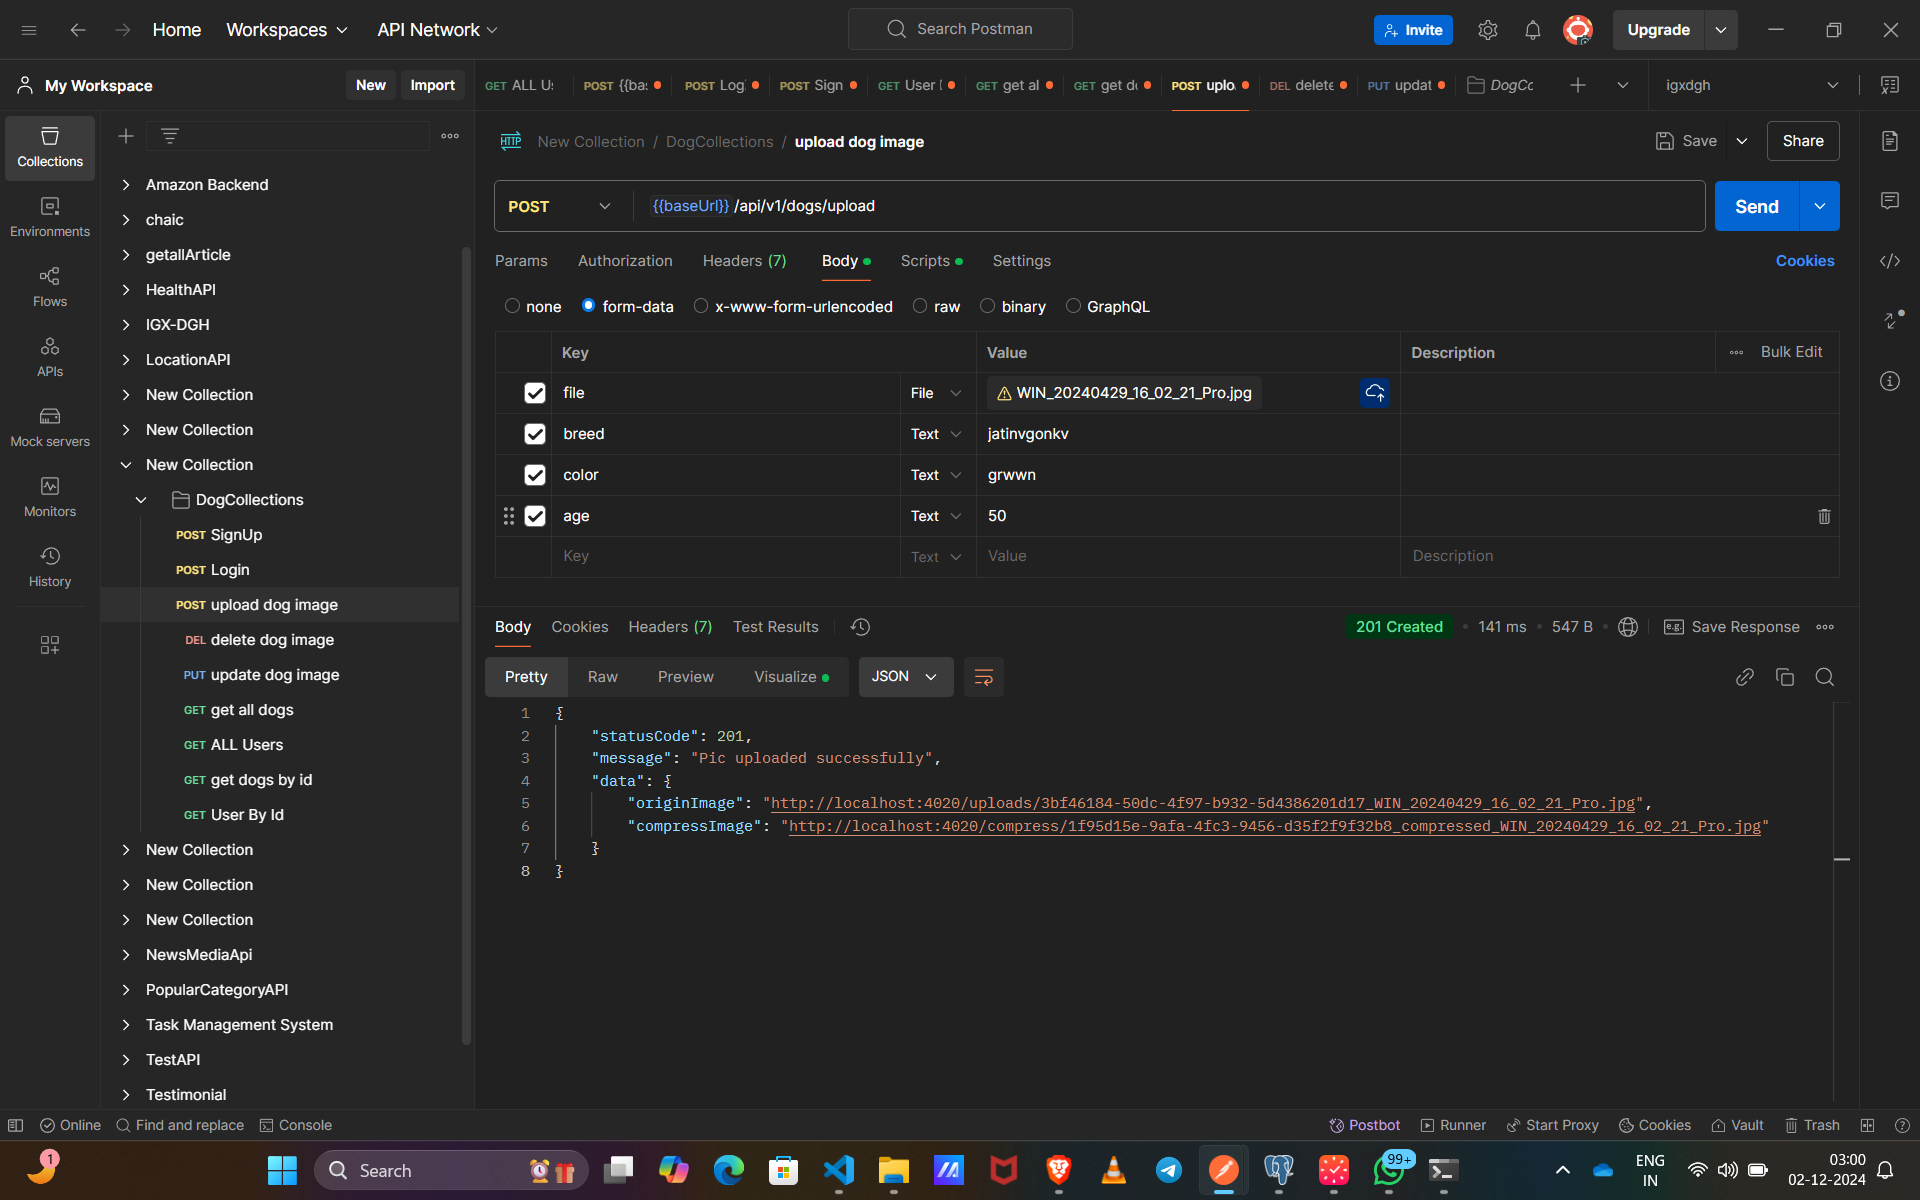 Home Workspaces API Network Search Postman Invite Upgrade
My Workspace New Import
GET ALL Us POST {{bas POST Log POST Sign GET User D GET get al GET get do POST uplo DEL delete PUT updat DogCo igxdgh
Collections
Environments
Flows
APIs
Mock servers
Monitors
History
Amazon Backend
chaic
getallArticle
HealthAPI
IGX-DGH
LocationAPI
New Collection
New Collection
New Collection
DogCollections
POST SignUp
POST Login
POST upload dog image
DEL delete dog image
PUT update dog image
GET get all dogs
GET ALL Users
GET get dogs by id
GET User By Id
New Collection
New Collection
New Collection
NewsMediaApi
PopularCategoryAPI
Task Management System
TestAPI
Testimonial
HTTP New Collection / DogCollections / upload dog image Save Share
POST {{baseUrl}} /api/v1/dogs/upload Send
Params Authorization Headers (7) Body Scripts Settings Cookies
none form-data x-www-form-urlencoded raw binary GraphQL
Key Value Description Bulk Edit
file File WIN_20240429_16_02_21_Pro.jpg
breed Text jatinvgonkv
color Text grwwn
age Text 50
Key Text Value Description
Body Cookies Headers (7) Test Results 201 Created 141 ms 547 B e.g. Save Response
Pretty Raw Preview Visualize JSON
1 {
2 "statusCode": 201,
3 "message": "Pic uploaded successfully",
4 "data": {
5 "originImage": "http://localhost:4020/uploads/3bf46184-50dc-4f97-b932-5d4386201d17_WIN_20240429_16_02_21_Pro.jpg",
6 "compressImage": "http://localhost:4020/compress/1f95d15e-9afa-4fc3-9456-d35f2f9f32b8_compressed_WIN_20240429_16_02_21_Pro.jpg"
7 }
8 }
Online Find and replace Console Postbot Runner Start Proxy Cookies Vault Trash
1 Search 99+ ENG 03:00
IN 02-12-2024